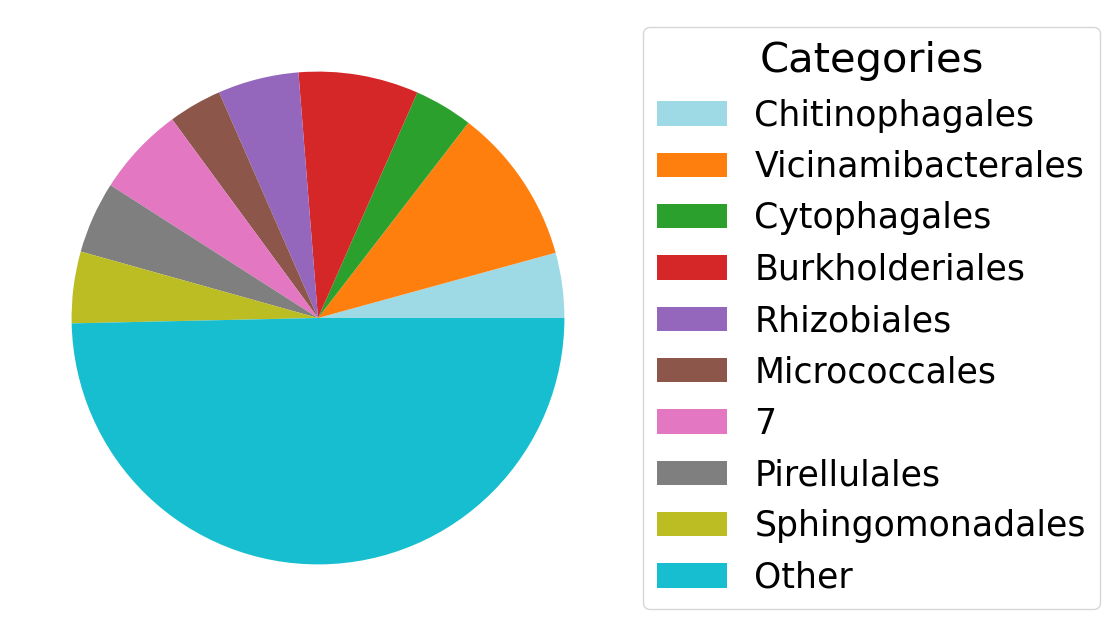 Categories
Chitinophagales
Vicinamibacterales
Cytophagales
Burkholderiales
Rhizobiales
Micrococcales
7
Pirellulales
Sphingomonadales
Other